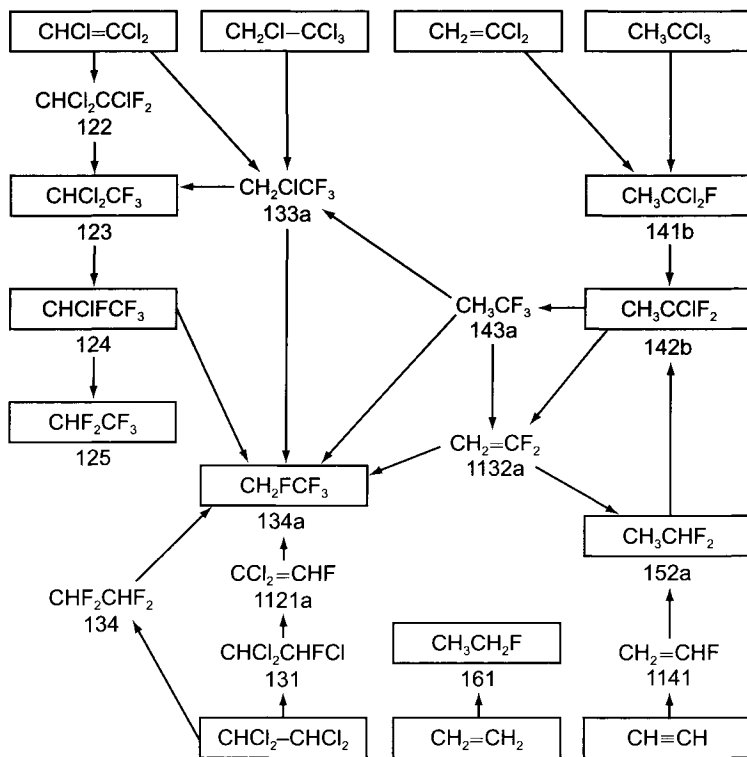 CHCl=CCl₂
CH₂Cl–CCl₃
CH₂=CCl₂
CH₃CCl₃
CHCl₂CClF₂
122
CHCl₂CF₃
123
CH₂ClCF₃
133a
CH₃CCl₂F
141b
CHClFCF₃
124
CH₃CF₃
143a
CH₃CClF₂
142b
CHF₂CF₃
125
CH₂=CF₂
1132a
CH₂FCF₃
134a
CH₃CHF₂
152a
CHF₂CHF₂
134
CCl₂=CHF
1121a
CHCl₂CHFCl
131
CH₃CH₂F
161
CH₂=CHF
1141
CHCl₂–CHCl₂
CH₂=CH₂
CH≡CH